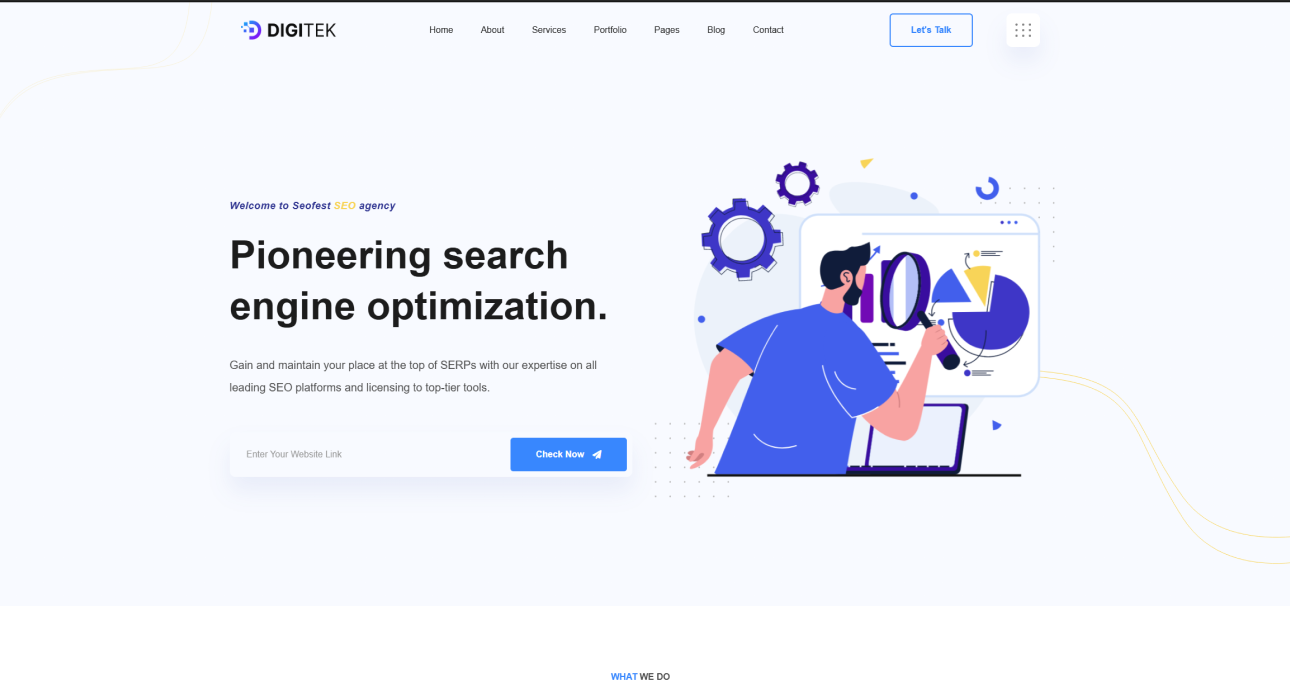 DIGITEK
Home About Services Portfolio Pages Blog Contact
Let's Talk
Welcome to Seofest SEO agency
Pioneering search
engine optimization.
Gain and maintain your place at the top of SERPs with our expertise on all
leading SEO platforms and licensing to top-tier tools.
Enter Your Website Link
Check Now
WHAT WE DO